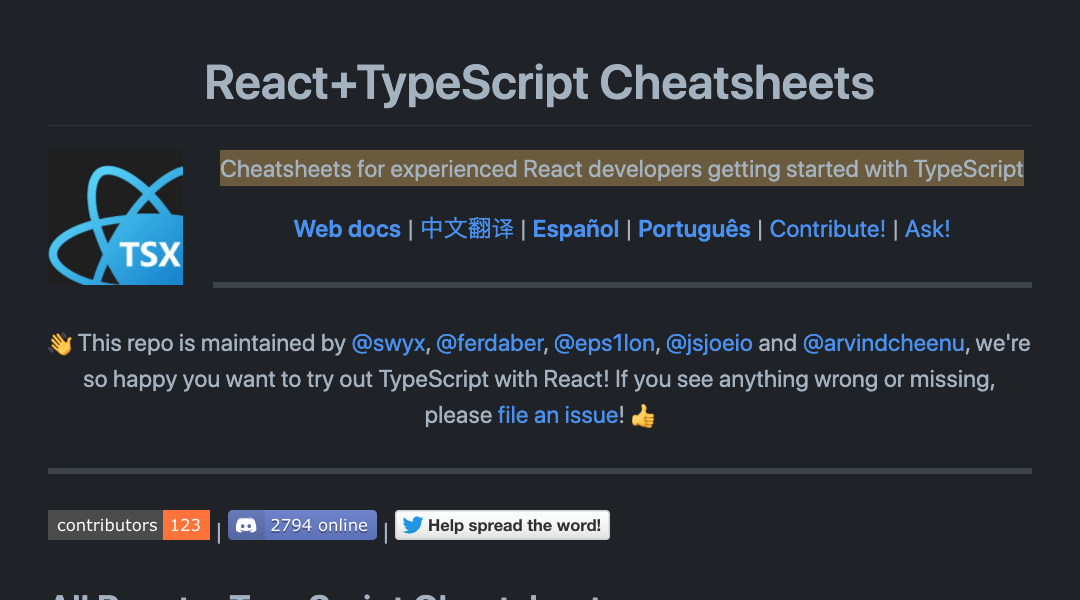 React+TypeScript Cheatsheets
TSX
Cheatsheets for experienced React developers getting started with TypeScript
Web docs | 中文翻译 | Español | Português | Contribute! | Ask!
👋 This repo is maintained by @swyx, @ferdaber, @eps1lon, @jsjoeio and @arvindcheenu, we're
so happy you want to try out TypeScript with React! If you see anything wrong or missing,
please file an issue! 👍
contributors 123 | 2794 online | Help spread the word!